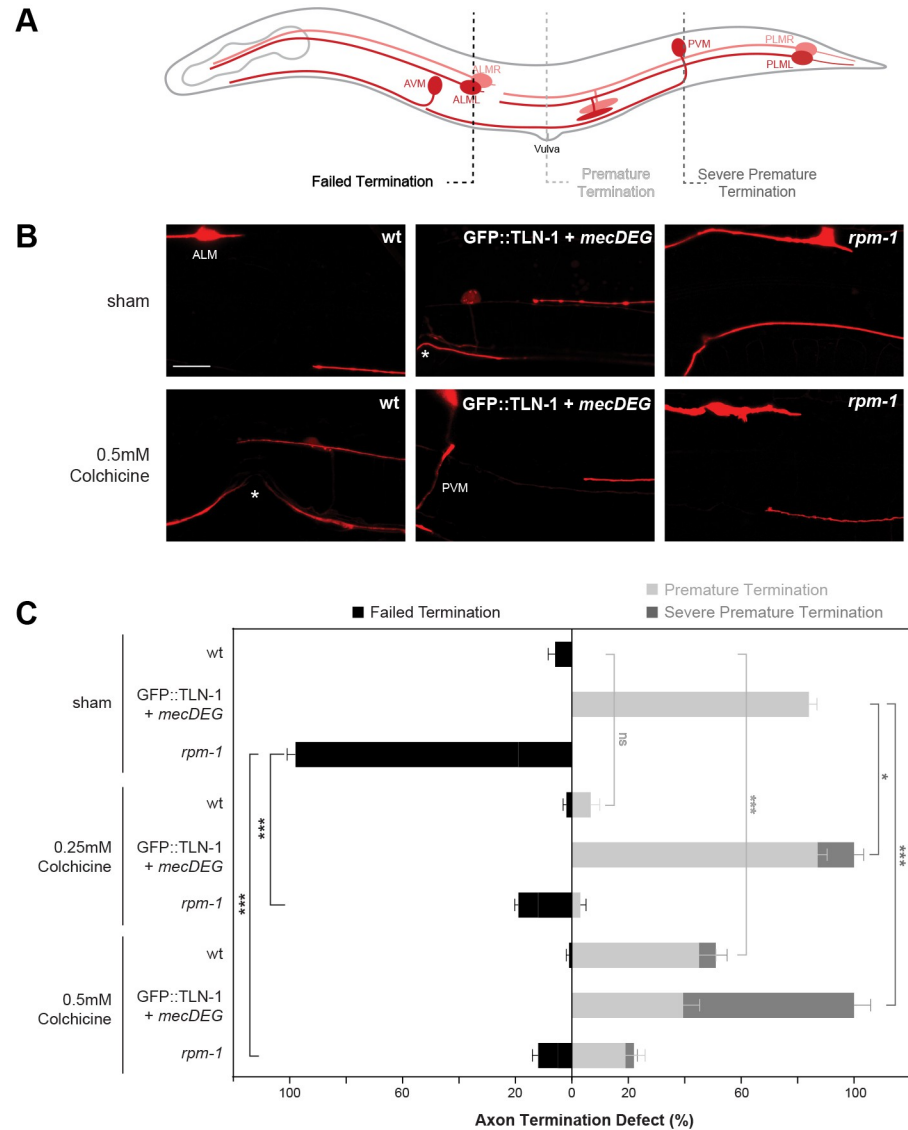 A
AVM
ALMR
ALML
PVM
PLMR
PLML
Vulva
Failed Termination
Premature
Termination
Severe Premature
Termination
B
sham
wt
ALM
GFP::TLN-1 + mecDEG
*
rpm-1
0.5mM
Colchicine
wt
*
GFP::TLN-1 + mecDEG
PVM
rpm-1
C
Failed Termination
Premature Termination
Severe Premature Termination
sham
wt
GFP::TLN-1
+ mecDEG
rpm-1
0.25mM
Colchicine
wt
GFP::TLN-1
+ mecDEG
rpm-1
0.5mM
Colchicine
wt
GFP::TLN-1
+ mecDEG
rpm-1
***
***
ns
***
*
***
100 60 20 0 20 60 100
Axon Termination Defect (%)